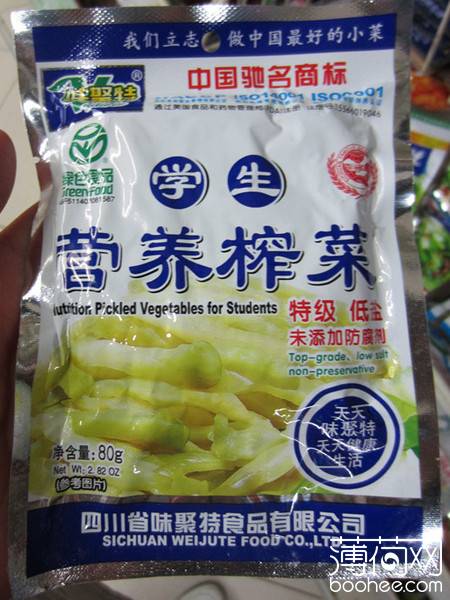 我们立志 做中国最好的小菜
味聚特®
中国驰名商标
ISO14001 ISO9001
绿色食品
Green Food
学生
营养榨菜
Nutrition Pickled Vegetables for Students
特级 低盐
未添加防腐剂
Top-grade、low salt
non-preservative
天天
味聚特
天天健康
生活
净含量:80g
Net Wt: 2.82 OZ
(参考图片)
四川省味聚特食品有限公司
SICHUAN WEIJUTE FOOD CO.,LTD
薄荷网
boohee.com